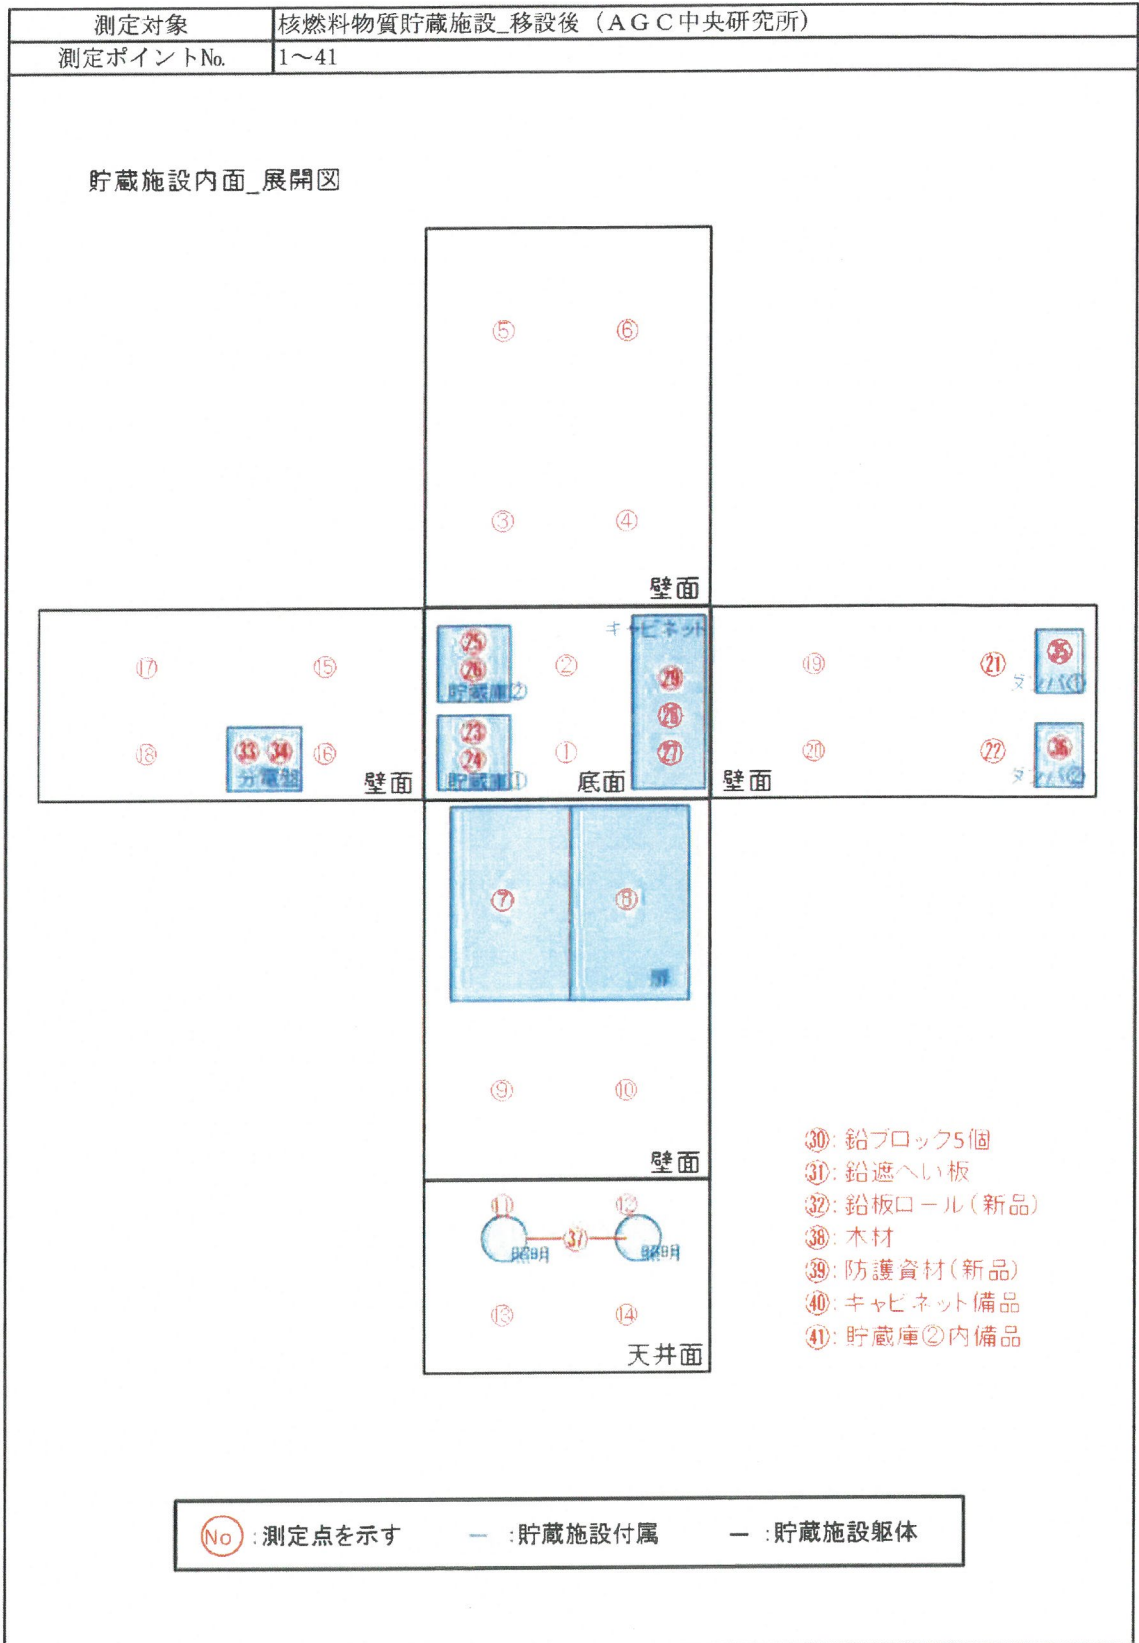 測定対象 核燃料物質貯蔵施設_移設後（AGC中央研究所）
測定ポイントNo. 1～41
貯蔵施設内面_展開図
⑤ ⑥
③ ④
壁面
⑰ ⑮
⑱ ㉝ ㉞ ⑯
分電盤
壁面
㉕ ② キャビネット
㉖ ㉙
貯蔵庫②
㉓ ㉘
㉔ ① ㉗
貯蔵庫① 底面
⑲ ㉑ ㉟
ダンパ①
⑳ ㉒ ㊱
ダンパ②
壁面
⑦ ⑧
扉
⑨ ⑩
壁面
⑪ ⑫
㊲
照明 照明
⑬ ⑭
天井面
㉚: 鉛ブロック5個
㉛: 鉛遮へい板
㉜: 鉛板ロール(新品)
㊳: 木材
㊴: 防護資材(新品)
㊵: キャビネット備品
㊶: 貯蔵庫②内備品
No :測定点を示す ― :貯蔵施設付属 ― :貯蔵施設躯体